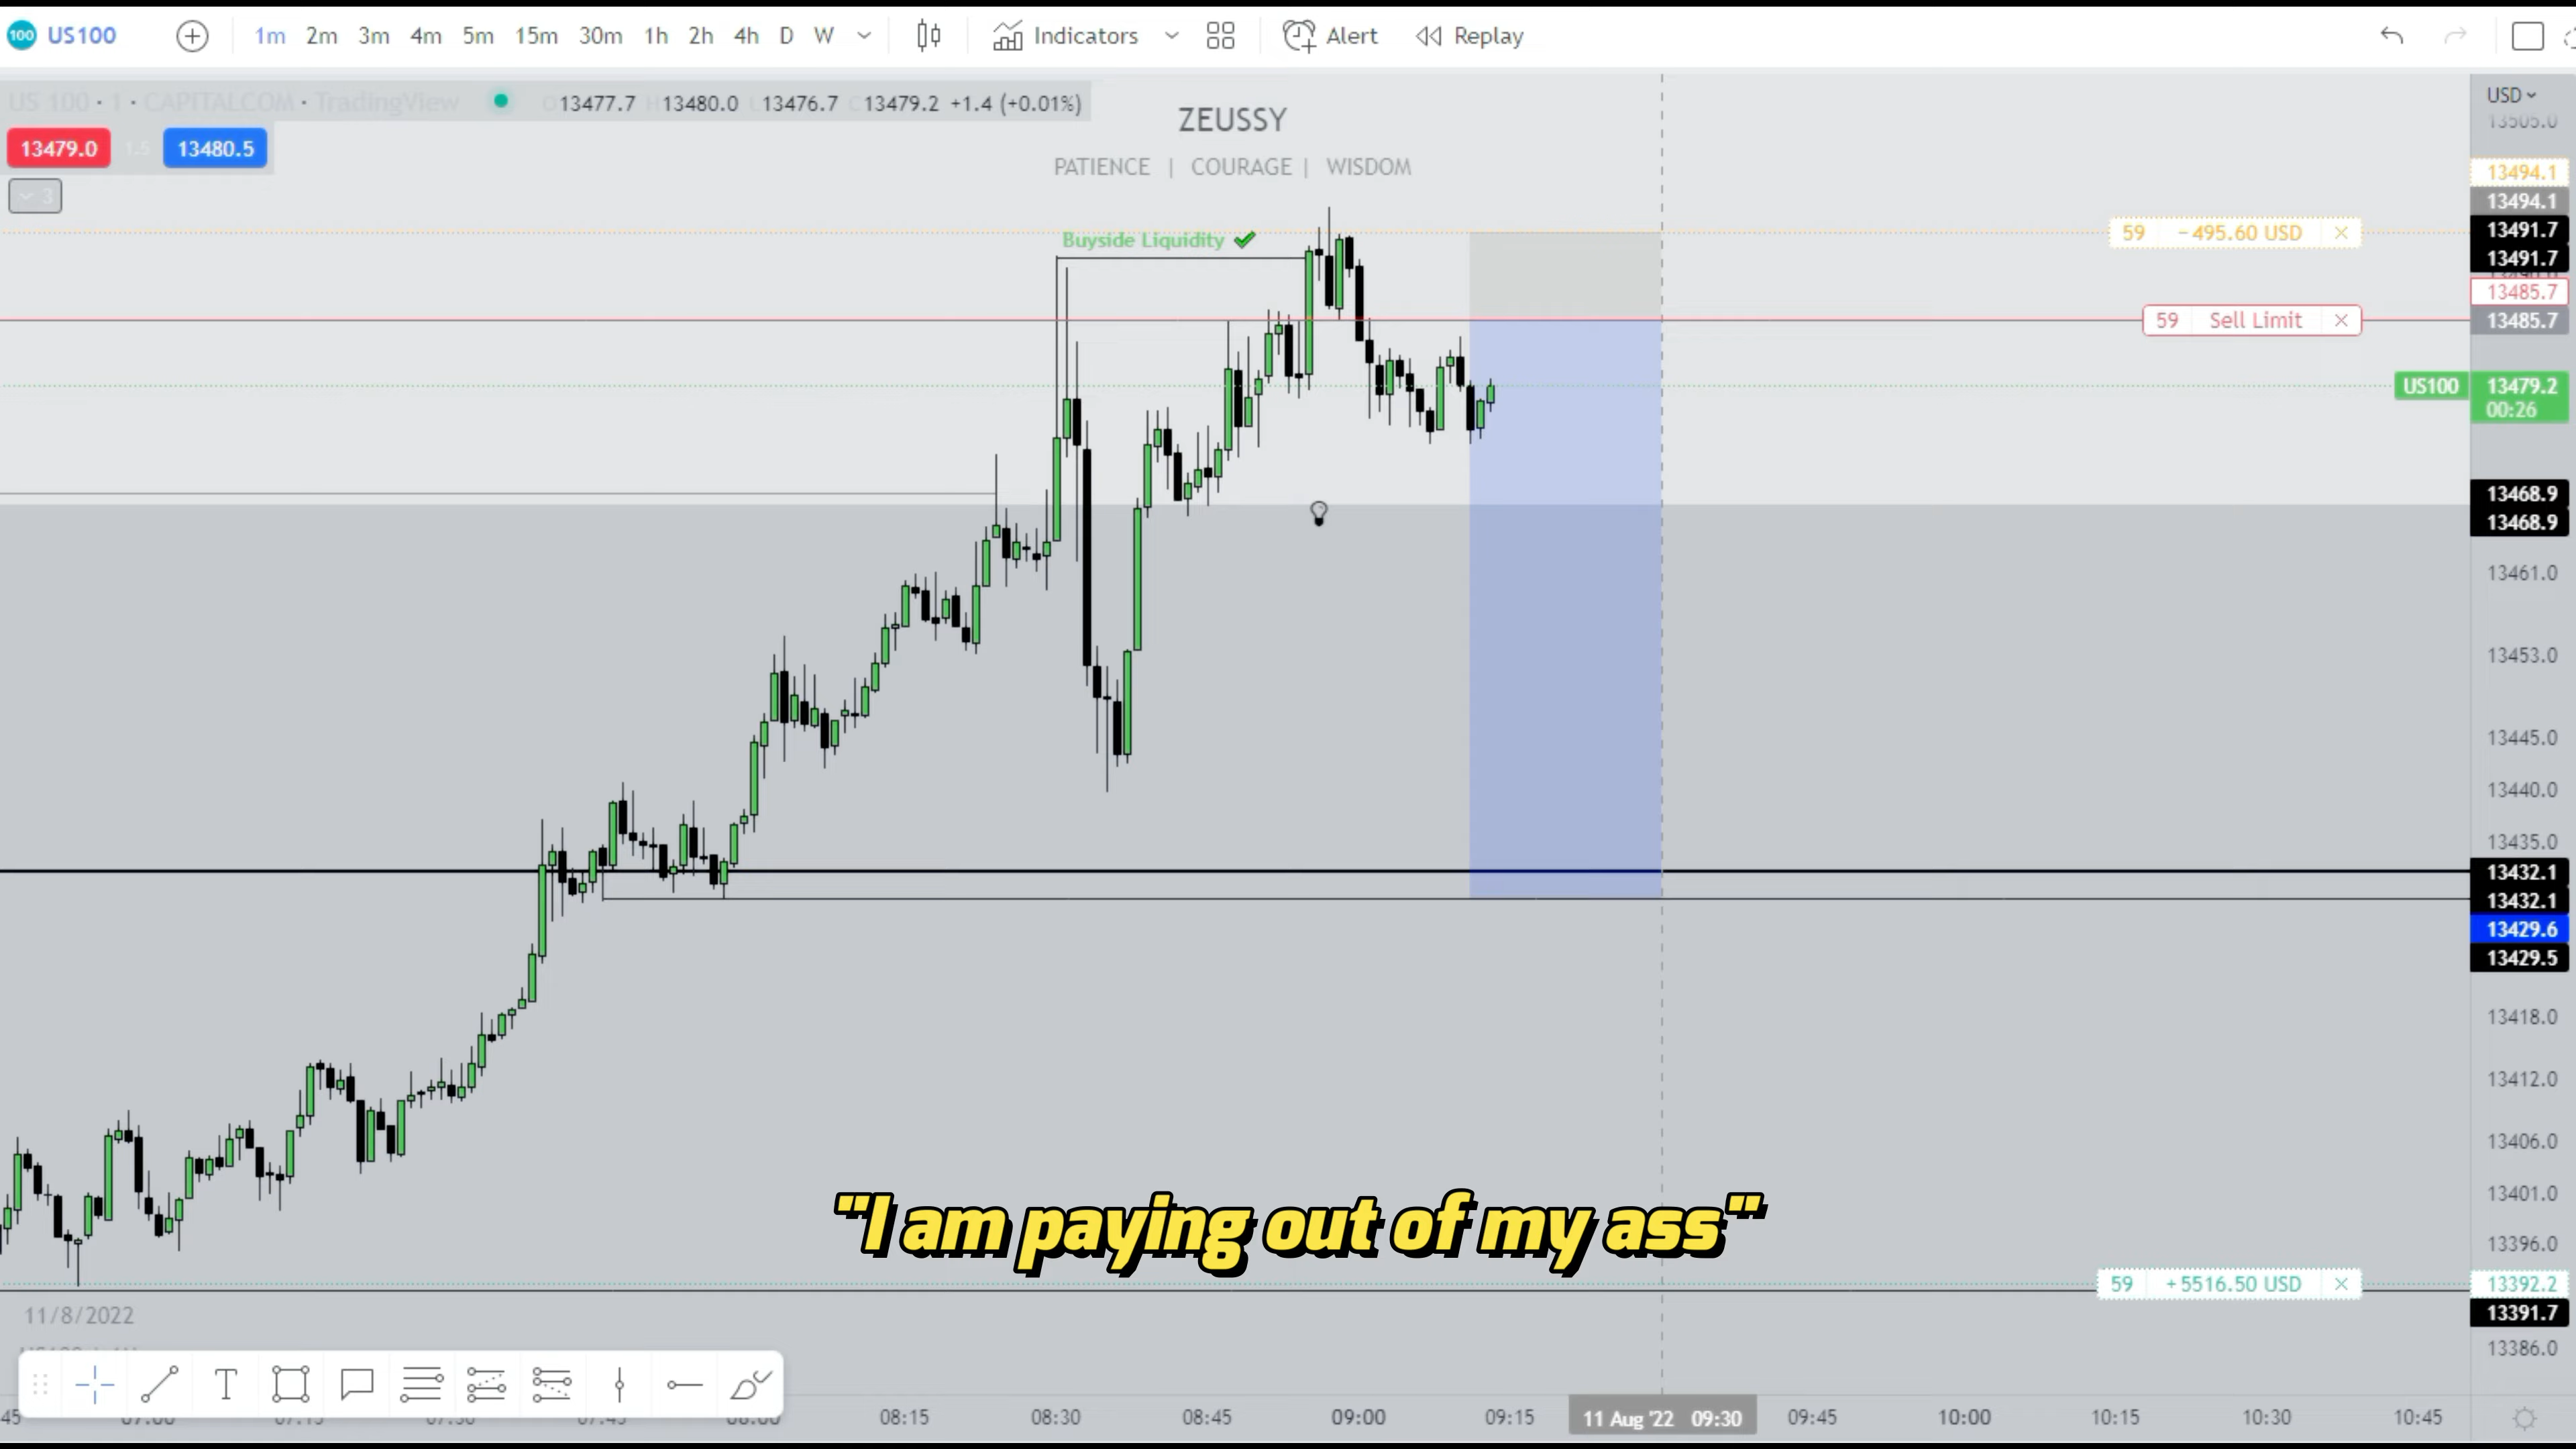 100 US100 1m 2m 3m 4m 5m 15m 30m 1h 2h 4h D W Indicators Alert Replay
US 100 · 1 · CAPITALCOM · TradingView O13477.7 H13480.0 L13476.7 C13479.2 +1.4 (+0.01%)
13479.0 1.5 13480.5
3
ZEUSSY
PATIENCE | COURAGE | WISDOM
USD
13505.0
13494.1
13494.1
Buyside Liquidity
59 −495.60 USD
13491.7
13491.7
13485.7
59 Sell Limit
13485.7
US100 13479.2
00:26
13468.9
13468.9
13461.0
13453.0
13445.0
13440.0
13435.0
13432.1
13432.1
13429.6
13429.5
13418.0
13412.0
13406.0
13401.0
"I am paying out of my ass"
13396.0
59 +5516.50 USD
13392.2
13391.7
11/8/2022
13386.0
45 07:00 07:15 07:30 07:45 08:00 08:15 08:30 08:45 09:00 09:15 11 Aug '22 09:30 09:45 10:00 10:15 10:30 10:45